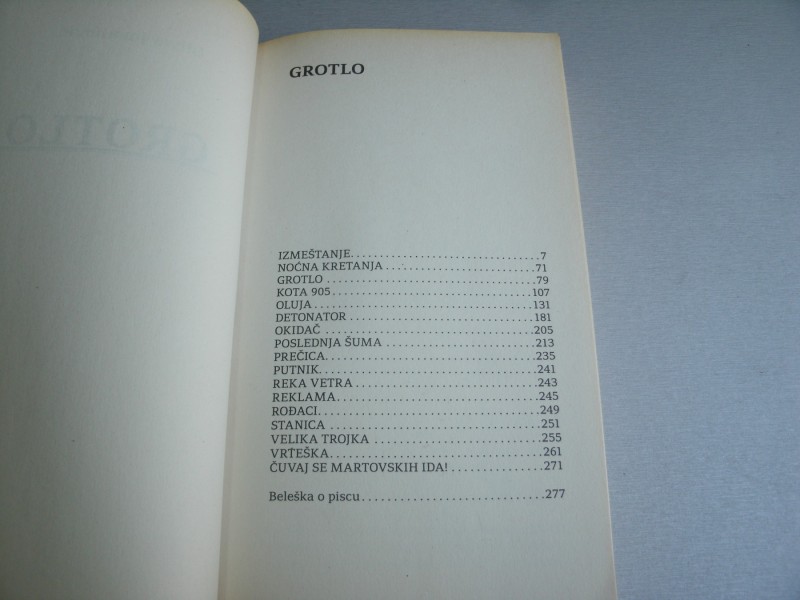 GROTLO
IZMEŠTANJE................................7
NOĆNA KRETANJA..........................71
GROTLO....................................79
KOTA 905..................................107
OLUJA.....................................131
DETONATOR................................181
OKIDAČ....................................205
POSLEDNJA ŠUMA..........................213
PREČICA...................................235
PUTNIK....................................241
REKA VETRA...............................243
REKLAMA..................................245
ROĐACI....................................249
STANICA...................................251
VELIKA TROJKA............................255
VRTEŠKA...................................261
ČUVAJ SE MARTOVSKIH IDA!...............271
Beleška o piscu..............................277
GROTLO